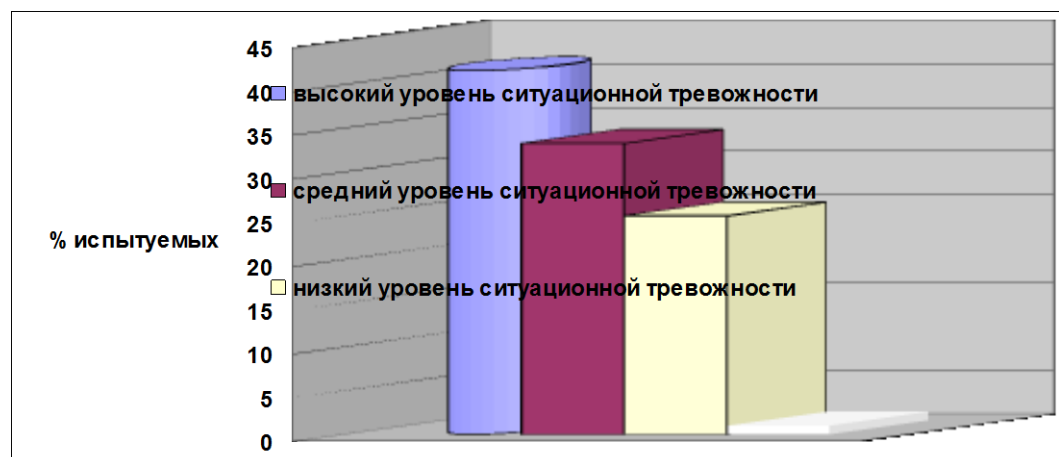 45
40
высокий уровень ситуационной тревожности
35
30
средний уровень ситуационной тревожности
25
% испытуемых
20
низкий уровень ситуационной тревожности
15
10
5
0